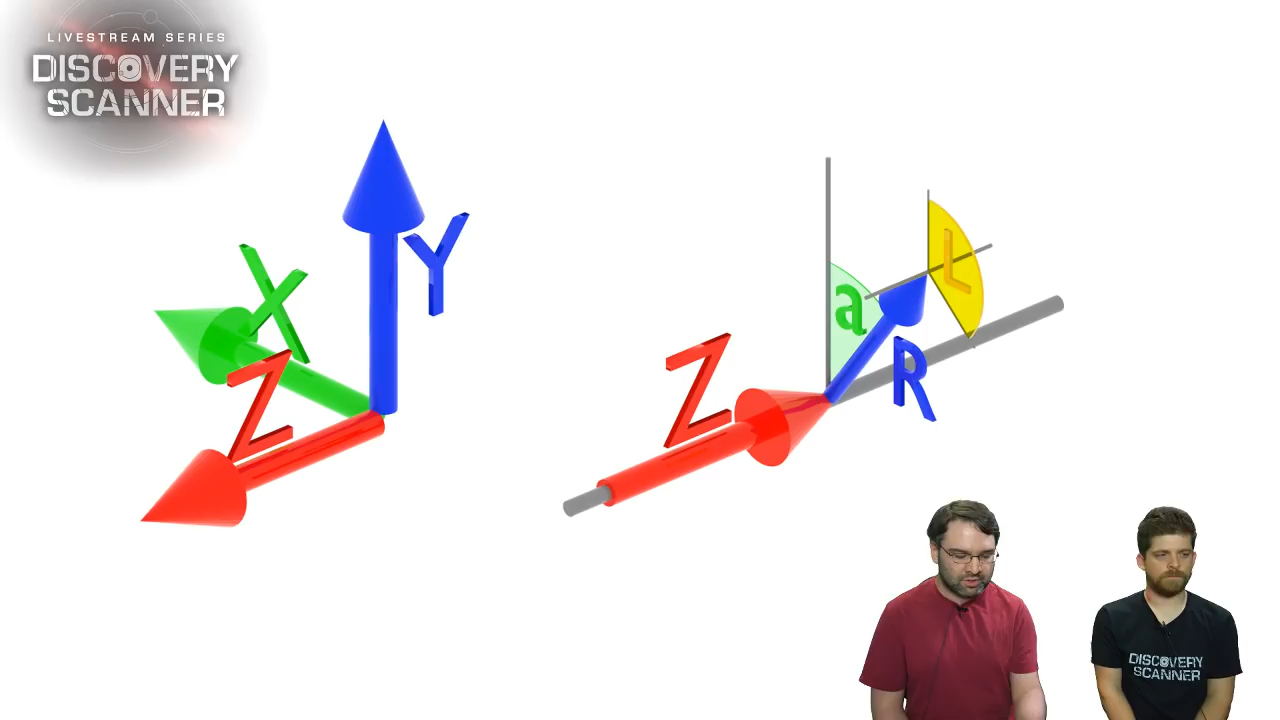 LIVESTREAM SERIES
DISCOVERY
SCANNER
X
Y
Z
Z
a
R
L
DISCOVERY
SCANNER